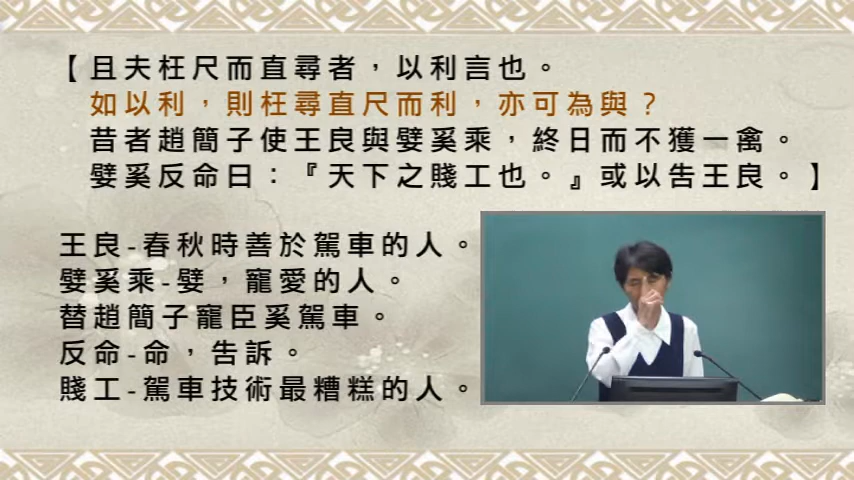 【且夫枉尺而直尋者，以利言也。
如以利，則枉尋直尺而利，亦可為與？
昔者趙簡子使王良與嬖奚乘，終日而不獲一禽。
嬖奚反命曰：『天下之賤工也。』或以告王良。】
王良-春秋時善於駕車的人。
嬖奚乘-嬖，寵愛的人。
替趙簡子寵臣奚駕車。
反命-命，告訴。
賤工-駕車技術最糟糕的人。